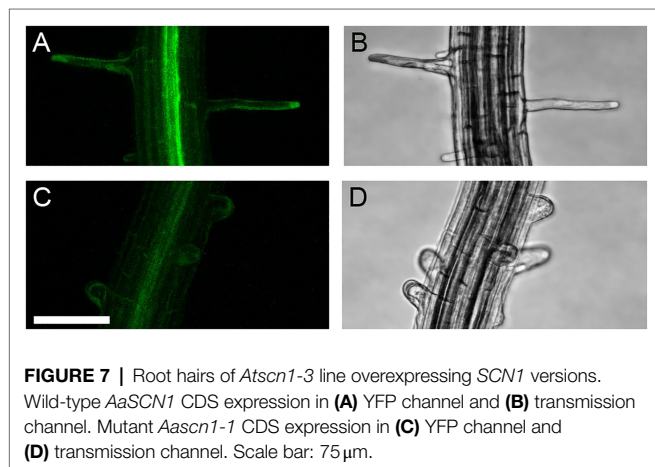 A
B
C
D
FIGURE 7 | Root hairs of Atscn1-3 line overexpressing SCN1 versions.
Wild-type AaSCN1 CDS expression in (A) YFP channel and (B) transmission
channel. Mutant Aascn1-1 CDS expression in (C) YFP channel and
(D) transmission channel. Scale bar: 75 μm.